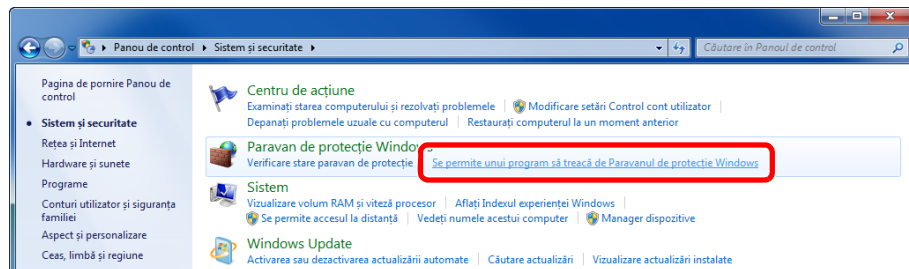 Panou de control ▸ Sistem și securitate ▸
Căutare în Panoul de control
Pagina de pornire Panou de
control
Sistem și securitate
Rețea și Internet
Hardware și sunete
Programe
Conturi utilizator și siguranța
familiei
Aspect și personalizare
Ceas, limbă și regiune
Centru de acțiune
Examinați starea computerului și rezolvați problemele | Modificare setări Control cont utilizator |
Depanați problemele uzuale cu computerul | Restaurați computerul la un moment anterior
Paravan de protecție Windows
Verificare stare paravan de protecție Se permite unui program să treacă de Paravanul de protecție Windows
Sistem
Vizualizare volum RAM și viteză procesor | Aflați Indexul experienței Windows |
Se permite accesul la distanță | Vedeți numele acestui computer | Manager dispozitive
Windows Update
Activarea sau dezactivarea actualizării automate | Căutare actualizări | Vizualizare actualizări instalate